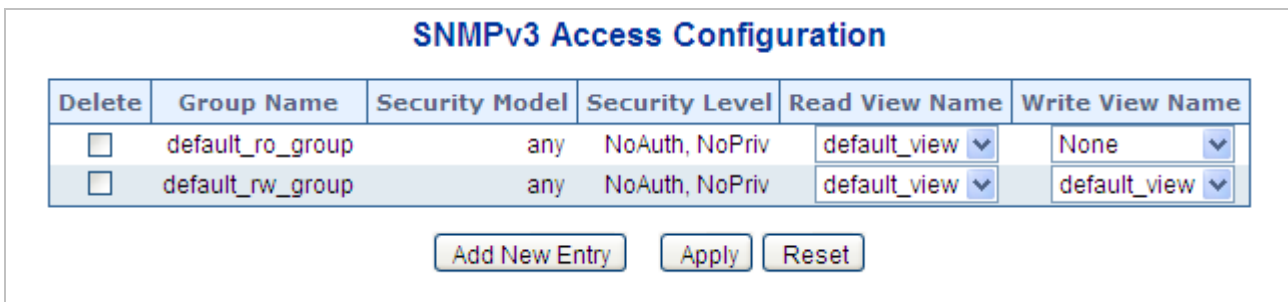 SNMPv3 Access Configuration
Delete Group Name Security Model Security Level Read View Name Write View Name
default_ro_group any NoAuth, NoPriv default_view None
default_rw_group any NoAuth, NoPriv default_view default_view
Add New Entry Apply Reset